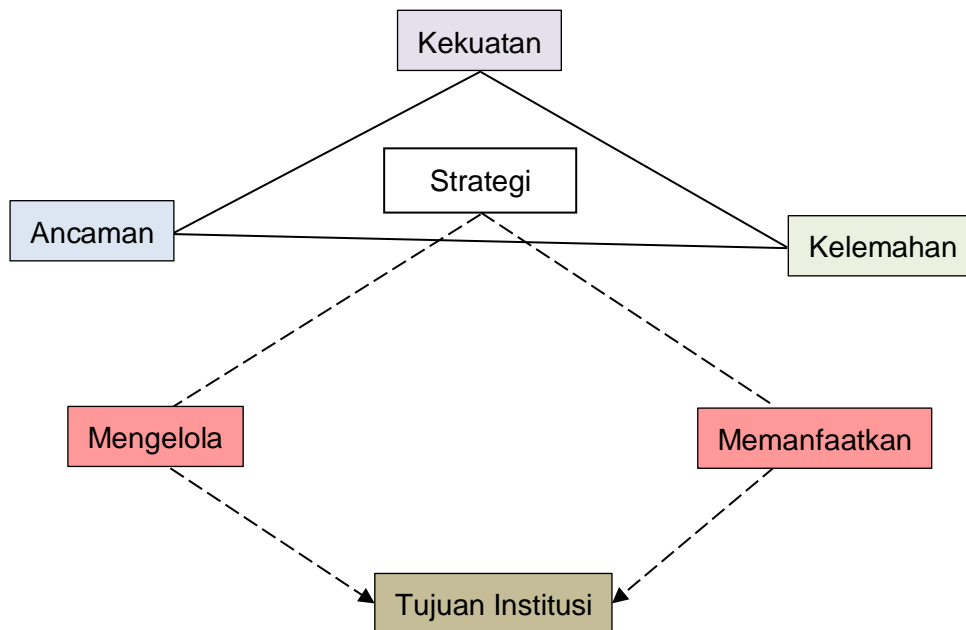 Kekuatan
Strategi
Ancaman
Kelemahan
Mengelola
Memanfaatkan
Tujuan Institusi